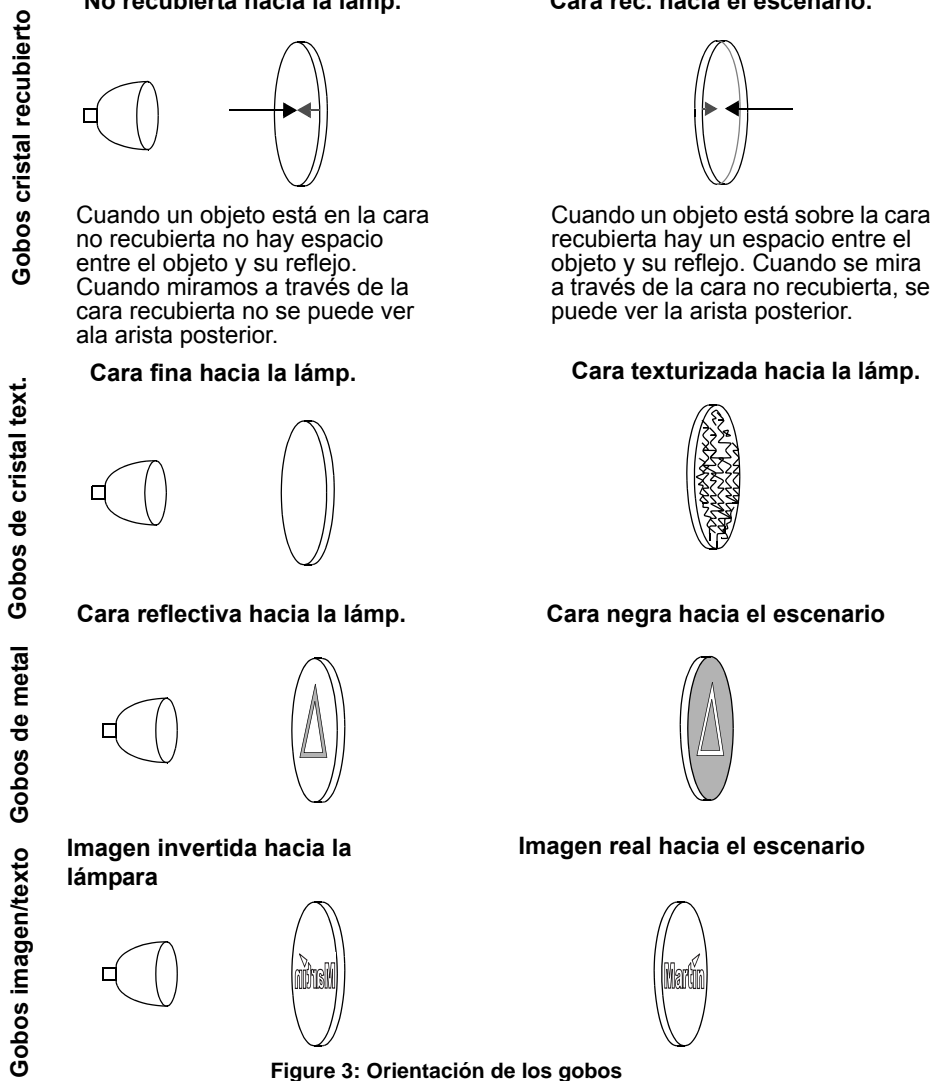 No recubierta hacia la lámp.
Cara rec. hacia el escenario.
Gobos cristal recubierto
Cuando un objeto está en la cara
no recubierta no hay espacio
entre el objeto y su reflejo.
Cuando miramos a través de la
cara recubierta no se puede ver
ala arista posterior.
Cuando un objeto está sobre la cara
recubierta hay un espacio entre el
objeto y su reflejo. Cuando se mira
a través de la cara no recubierta, se
puede ver la arista posterior.
Gobos de cristal text.
Cara fina hacia la lámp.
Cara texturizada hacia la lámp.
Gobos de metal
Cara reflectiva hacia la lámp.
Cara negra hacia el escenario
Gobos imagen/texto
Imagen invertida hacia la
lámpara
Imagen real hacia el escenario
Martin
Martin
Figure 3: Orientación de los gobos